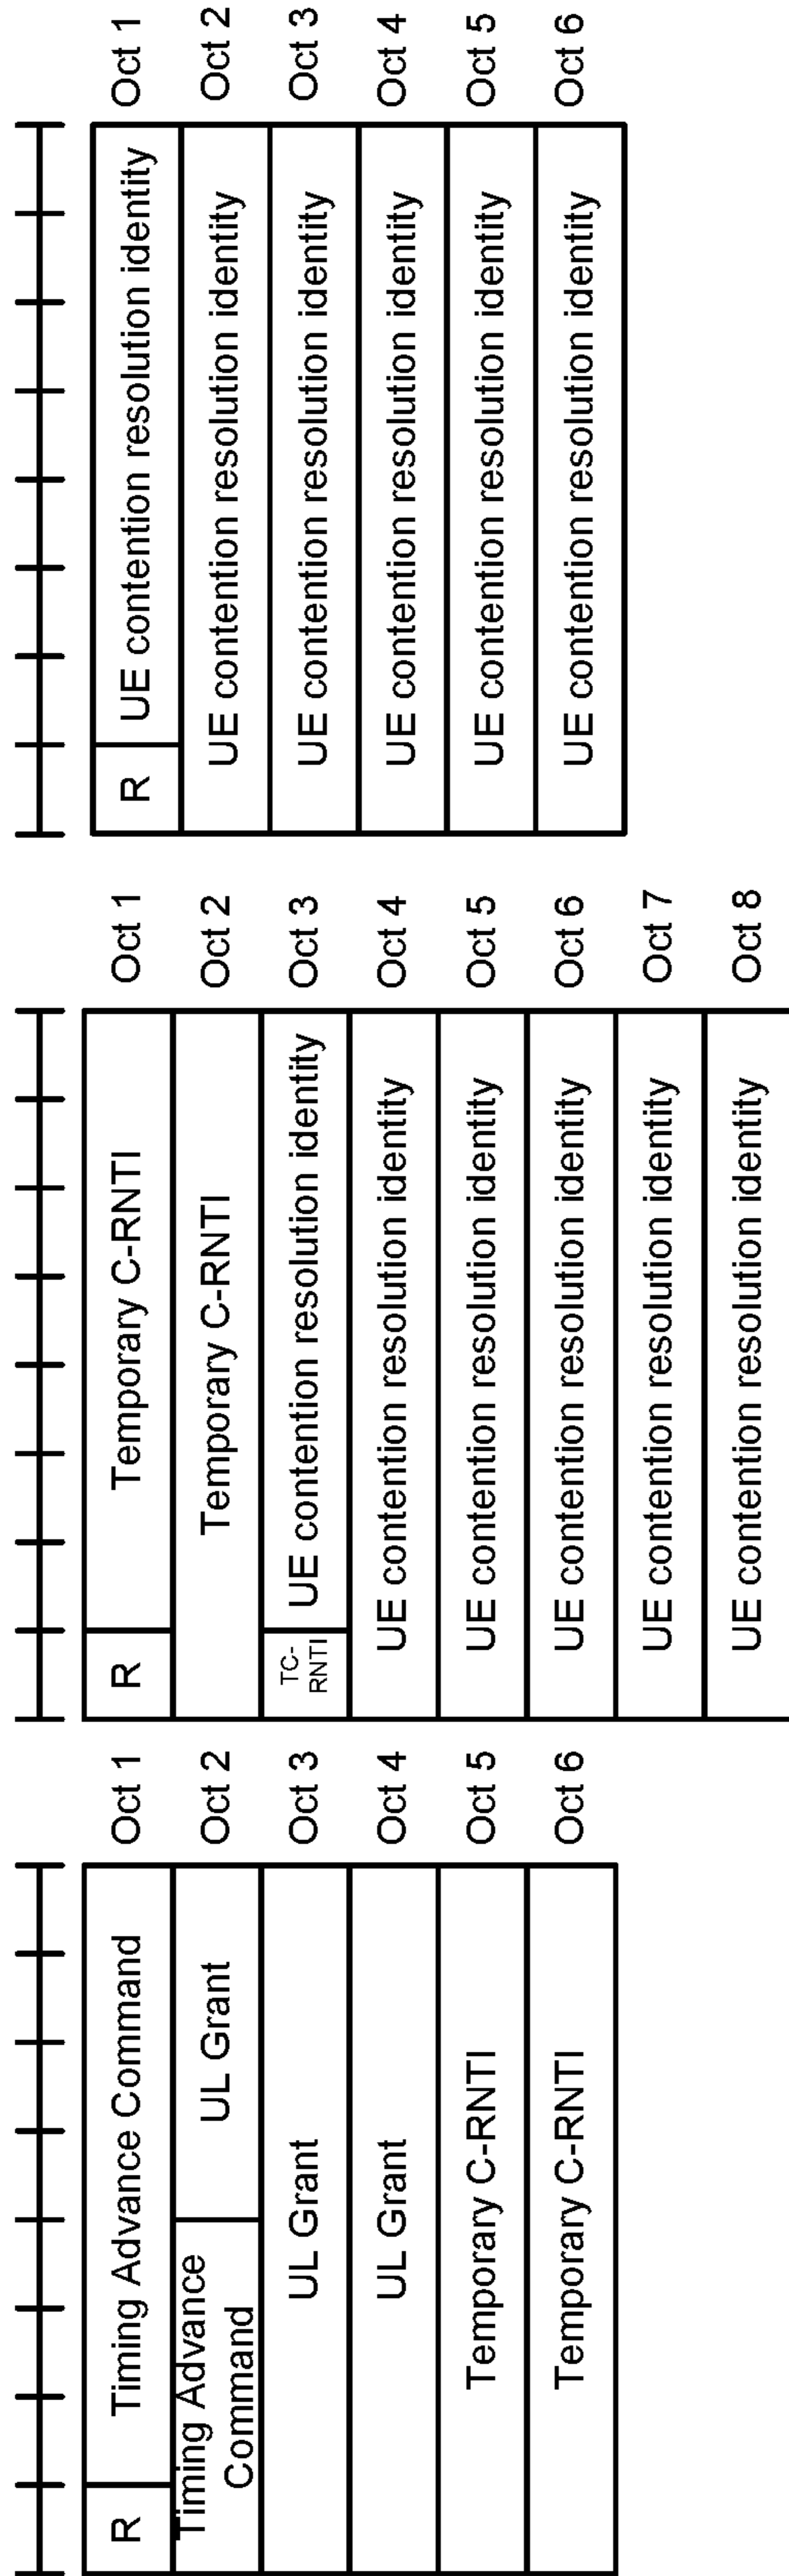 R
Timing Advance Command
Oct 1
Timing Advance
Command
UL Grant
Oct 2
UL Grant
Oct 3
UL Grant
Oct 4
Temporary C-RNTI
Oct 5
Temporary C-RNTI
Oct 6
R
Temporary C-RNTI
Oct 1
Temporary C-RNTI
Oct 2
TC-
RNTI
UE contention resolution identity
Oct 3
UE contention resolution identity
Oct 4
UE contention resolution identity
Oct 5
UE contention resolution identity
Oct 6
UE contention resolution identity
Oct 7
UE contention resolution identity
Oct 8
R
UE contention resolution identity
Oct 1
UE contention resolution identity
Oct 2
UE contention resolution identity
Oct 3
UE contention resolution identity
Oct 4
UE contention resolution identity
Oct 5
UE contention resolution identity
Oct 6